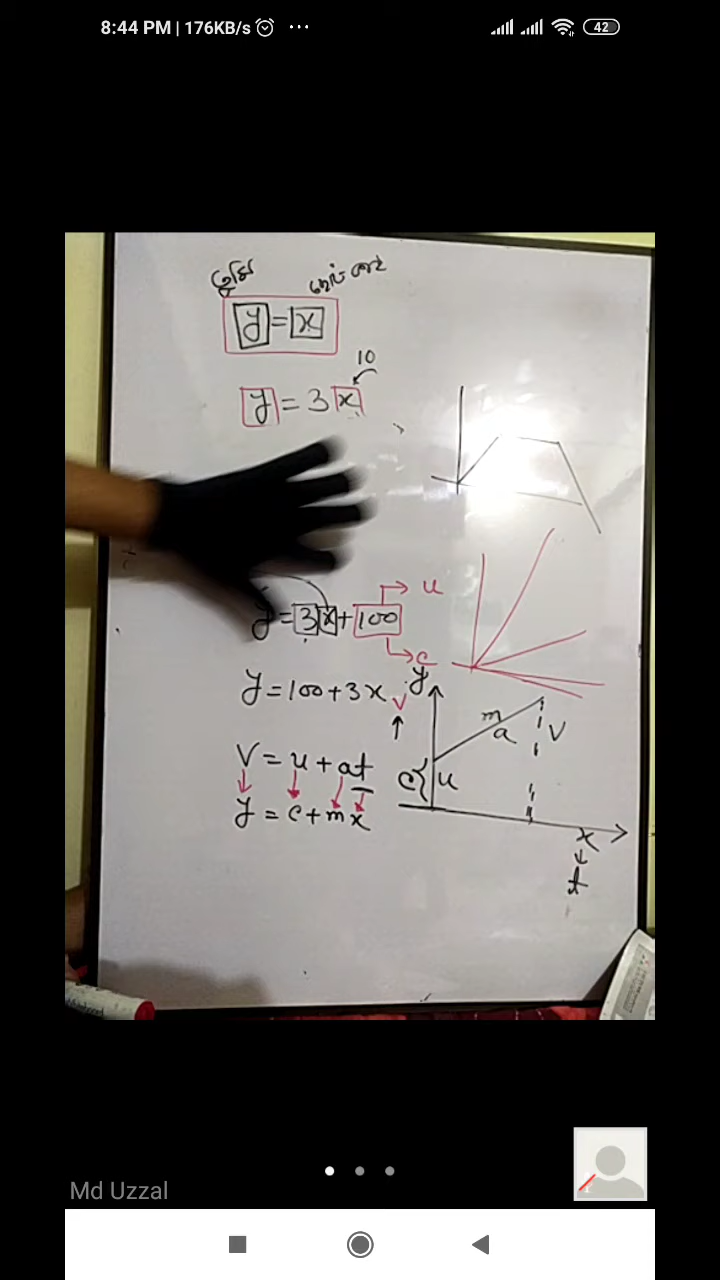 8:44 PM | 176KB/s
42
তুমি
y = x
10
y = 3x
y = 3x + 100
u
c
y = 100 + 3x
V = u + at
y = c + mx
y
v
m
a
V
c
u
x
t
Md Uzzal